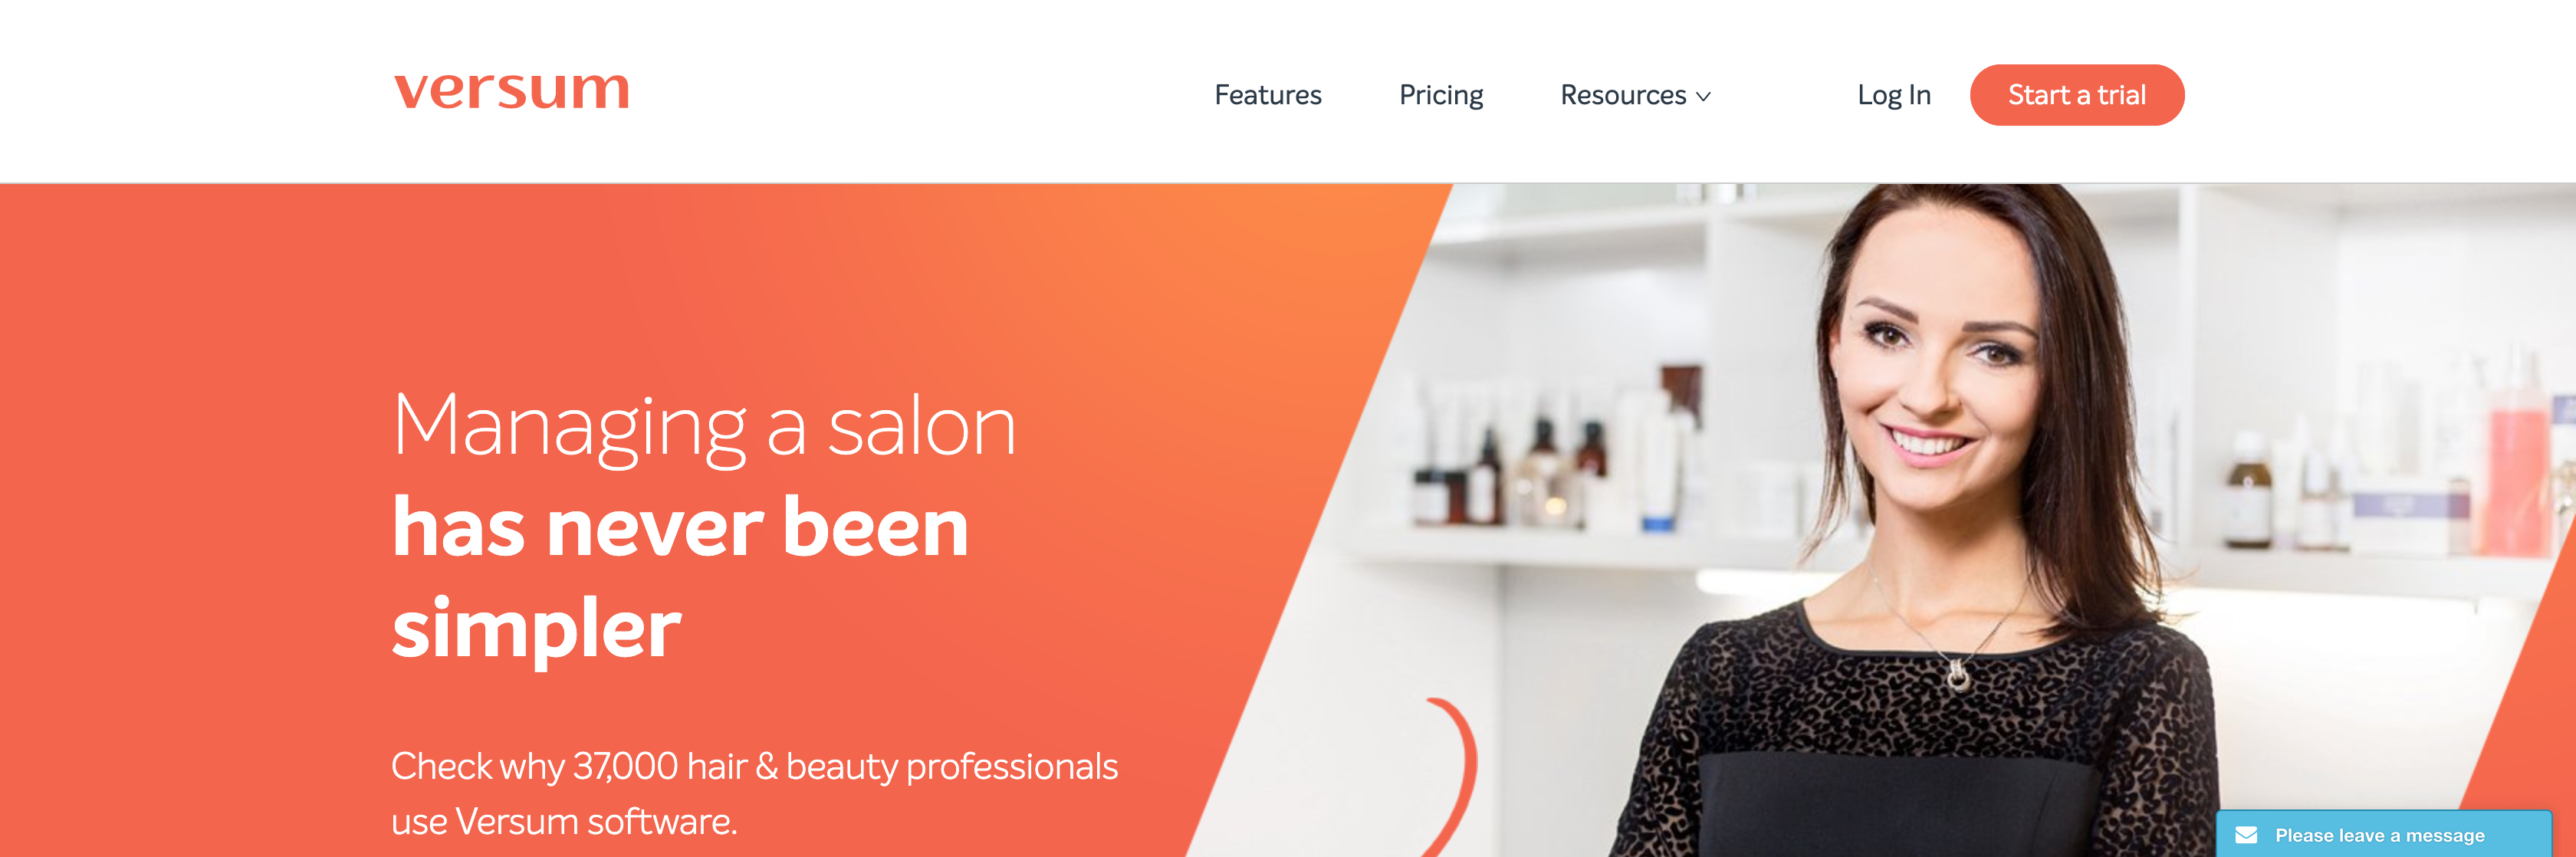 versum
Features
Pricing
Resources
Log In
Start a trial
Managing a salon
has never been
simpler
Check why 37,000 hair & beauty professionals
use Versum software.
Please leave a message